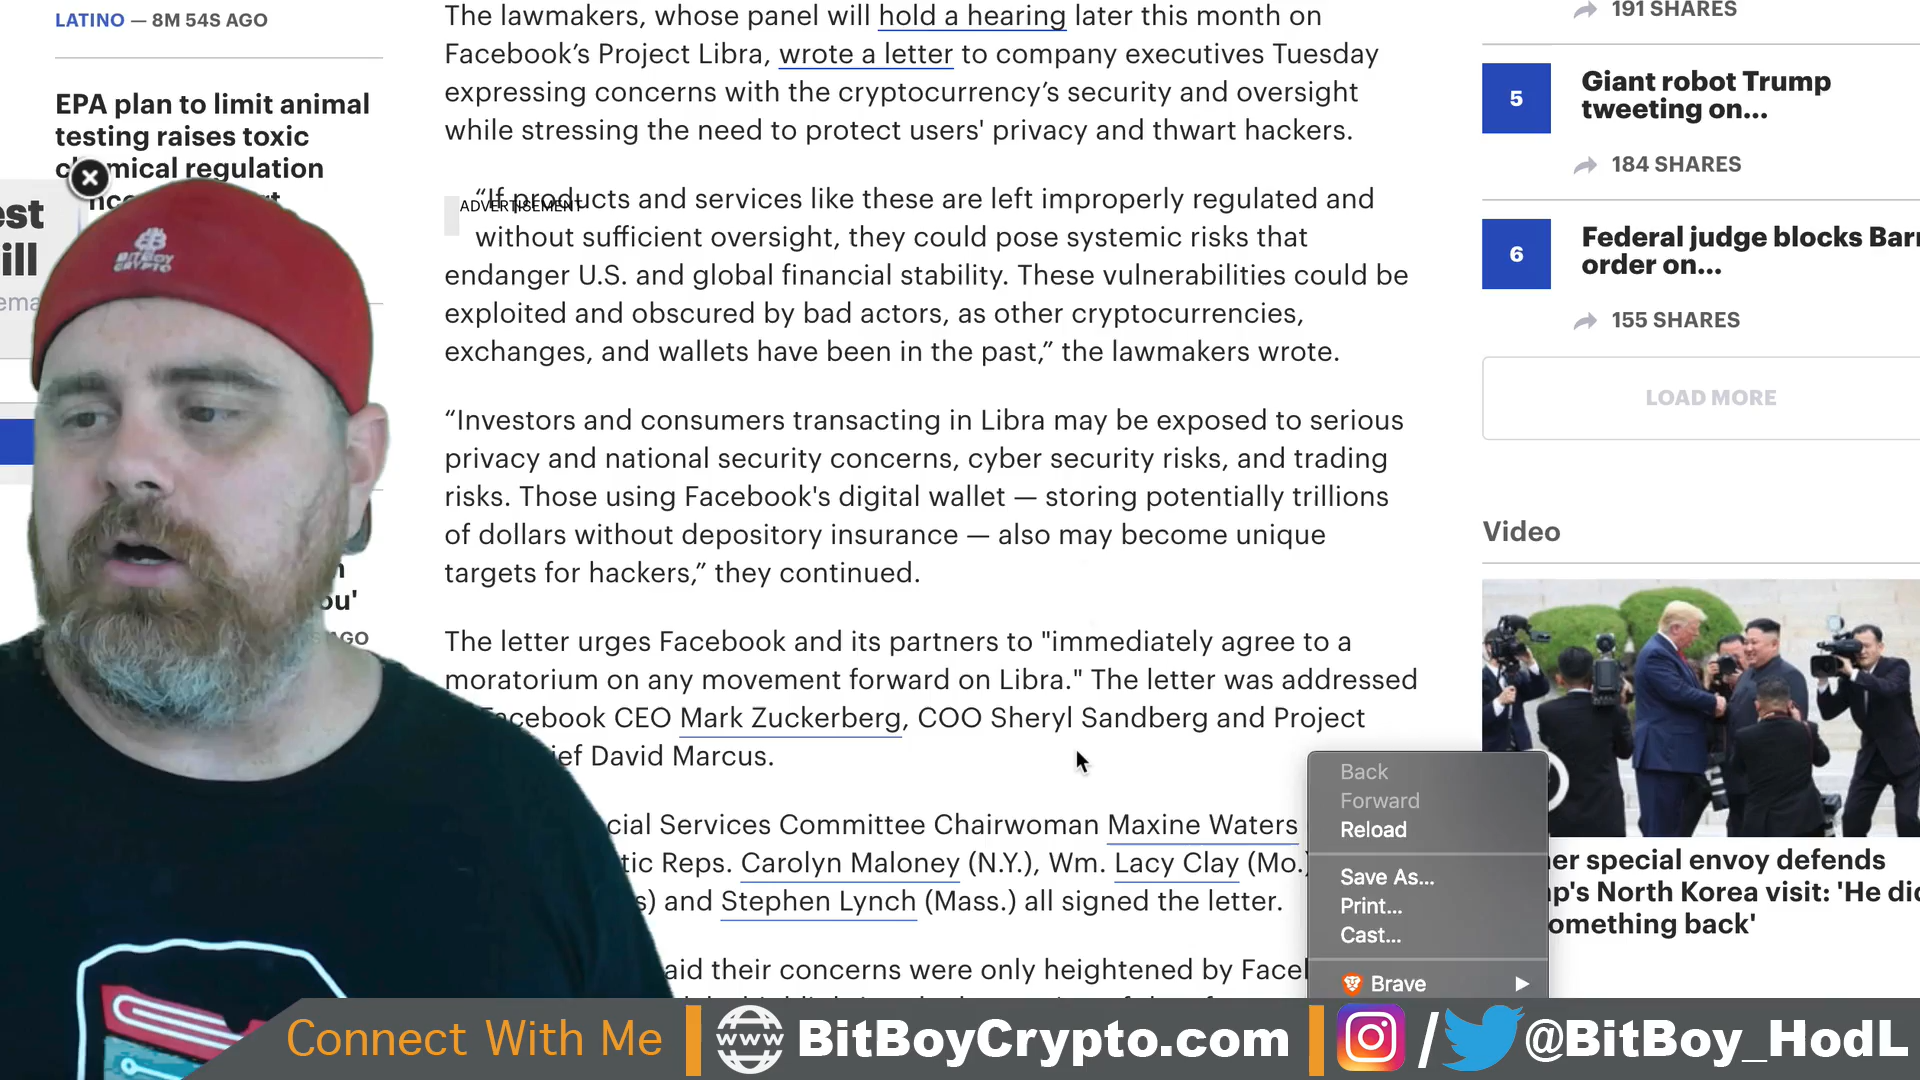 LATINO — 8M 54S AGO
EPA plan to limit animal
testing raises toxic
mical regulation
est
ill
BITBOY
CRYPTO
ou'
AGO
The lawmakers, whose panel will hold a hearing later this month on
Facebook’s Project Libra, wrote a letter to company executives Tuesday
expressing concerns with the cryptocurrency’s security and oversight
while stressing the need to protect users' privacy and thwart hackers.
ADVERTISEMENT
“If products and services like these are left improperly regulated and
without sufficient oversight, they could pose systemic risks that
endanger U.S. and global financial stability. These vulnerabilities could be
exploited and obscured by bad actors, as other cryptocurrencies,
exchanges, and wallets have been in the past,” the lawmakers wrote.
“Investors and consumers transacting in Libra may be exposed to serious
privacy and national security concerns, cyber security risks, and trading
risks. Those using Facebook's digital wallet — storing potentially trillions
of dollars without depository insurance — also may become unique
targets for hackers,” they continued.
The letter urges Facebook and its partners to "immediately agree to a
moratorium on any movement forward on Libra." The letter was addressed
acebook CEO Mark Zuckerberg, COO Sheryl Sandberg and Project
ef David Marcus.
cial Services Committee Chairwoman Maxine Waters
tic Reps. Carolyn Maloney (N.Y.), Wm. Lacy Clay (Mo.)
s) and Stephen Lynch (Mass.) all signed the letter.
aid their concerns were only heightened by Face
191 SHARES
5
Giant robot Trump
tweeting on...
184 SHARES
6
Federal judge blocks Barr
order on...
155 SHARES
LOAD MORE
Video
er special envoy defends
p's North Korea visit: 'He did
omething back'
Back
Forward
Reload
Save As...
Print...
Cast...
Brave
Connect With Me
www
BitBoyCrypto.com
/
@BitBoy_HodL